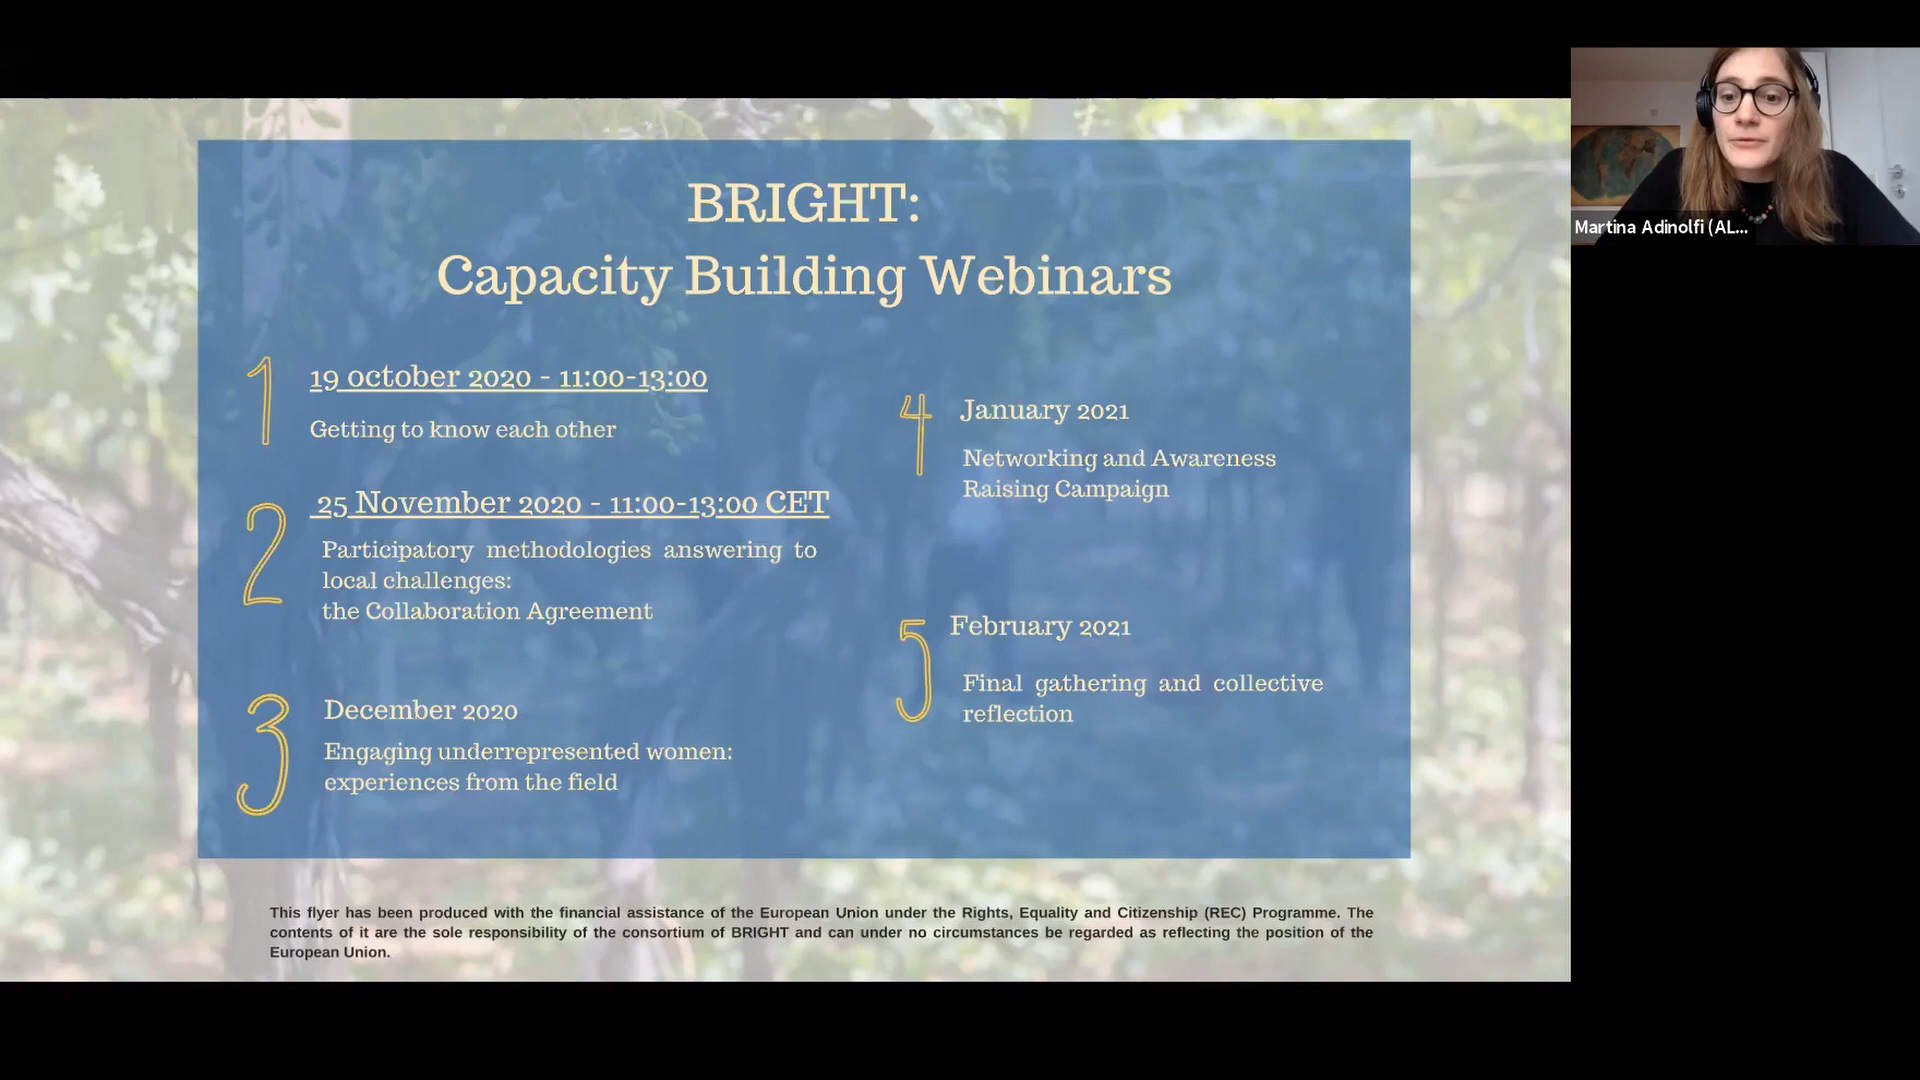 BRIGHT:
Capacity Building Webinars
1
19 october 2020 - 11:00-13:00
Getting to know each other
2
25 November 2020 - 11:00-13:00 CET
Participatory methodologies answering to
local challenges:
the Collaboration Agreement
3
December 2020
Engaging underrepresented women:
experiences from the field
4
January 2021
Networking and Awareness
Raising Campaign
5
February 2021
Final gathering and collective
reflection
This flyer has been produced with the financial assistance of the European Union under the Rights, Equality and Citizenship (REC) Programme. The
contents of it are the sole responsibility of the consortium of BRIGHT and can under no circumstances be regarded as reflecting the position of the
European Union.
Martina Adinolfi (AL...